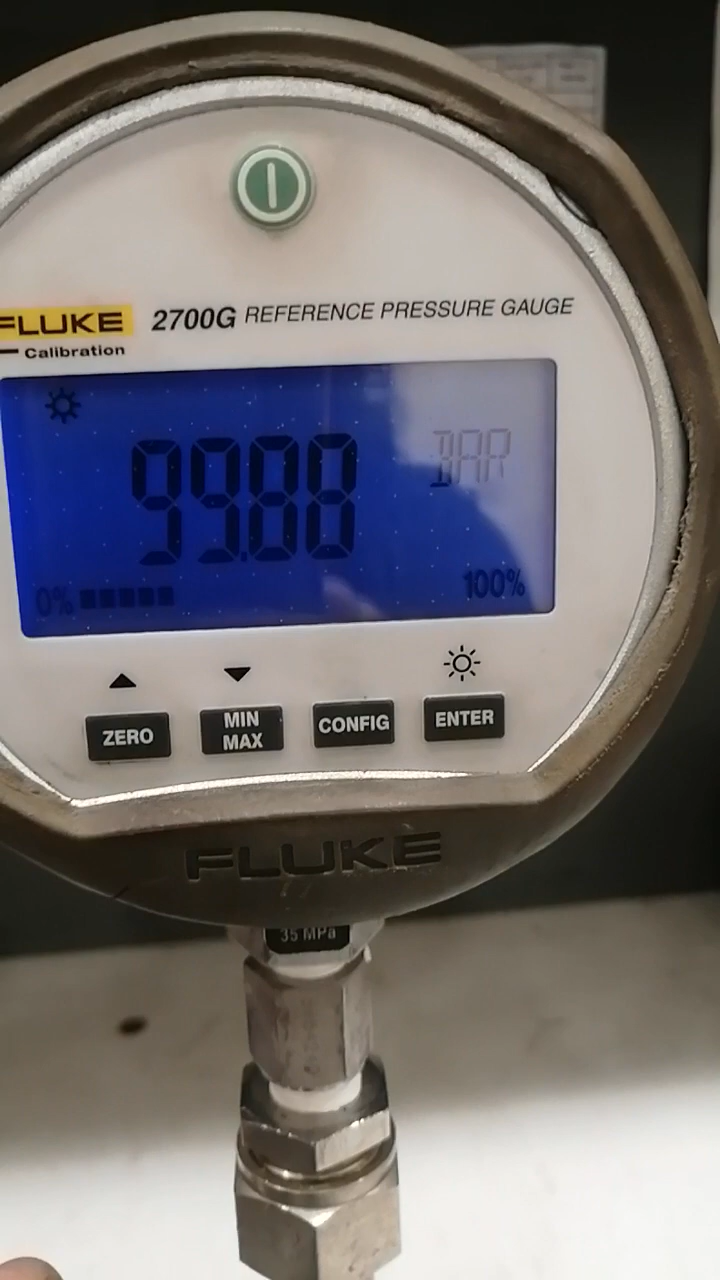 FLUKE
Calibration
2700G REFERENCE PRESSURE GAUGE
BAR
99.88
0%
100%
ZERO
MIN
MAX
CONFIG
ENTER
FLUKE
35 MPa